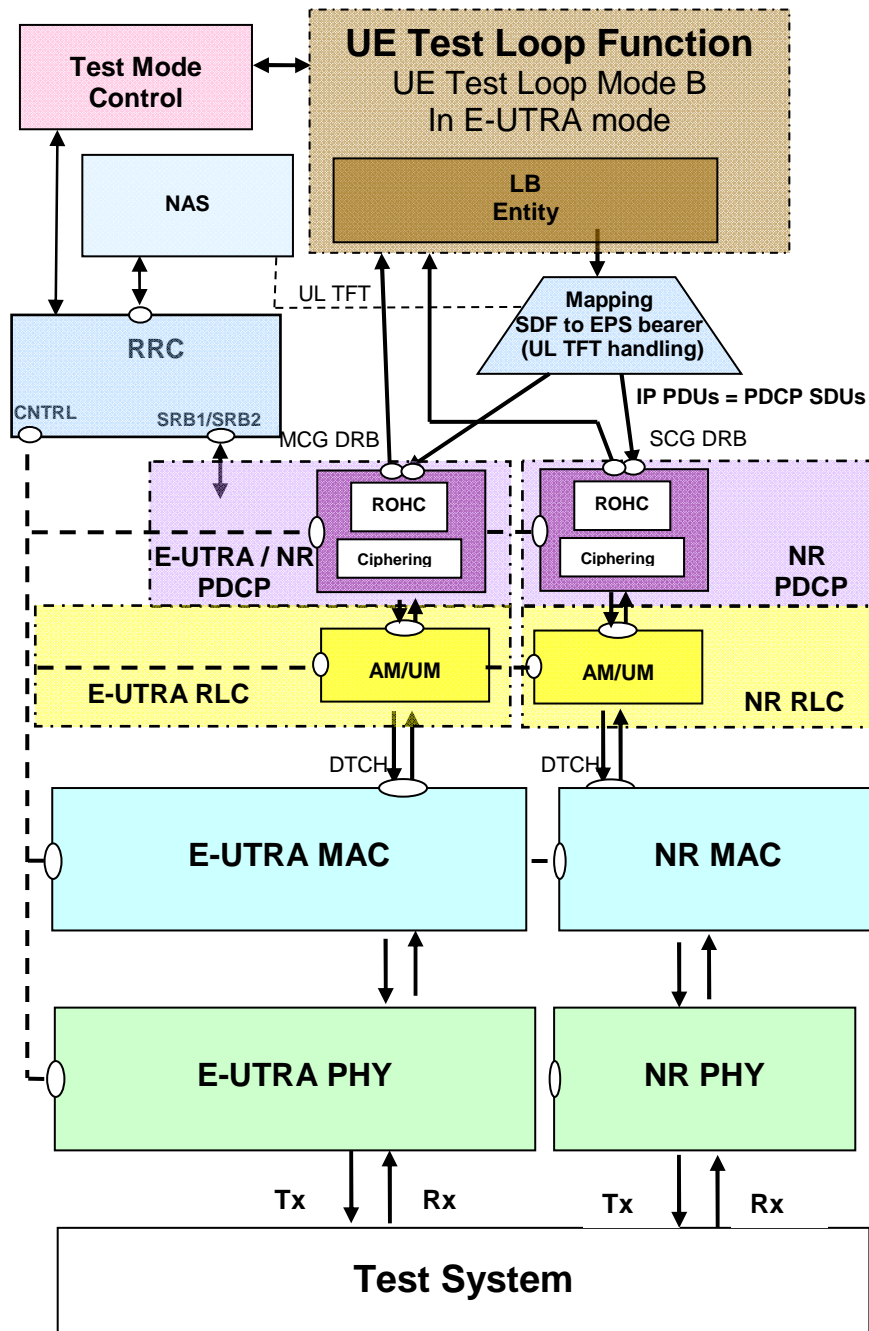 UE Test Loop Function
UE Test Loop Mode B
In E-UTRA mode
Test Mode
Control
LB
Entity
NAS
UL TFT
Mapping
SDF to EPS bearer
(UL TFT handling)
RRC
CNTRL
SRB1/SRB2
IP PDUs = PDCP SDUs
MCG DRB
SCG DRB
ROHC
Ciphering
E-UTRA / NR
PDCP
ROHC
Ciphering
NR
PDCP
AM/UM
E-UTRA RLC
AM/UM
NR RLC
DTCH
DTCH
E-UTRA MAC
NR MAC
E-UTRA PHY
NR PHY
Tx
Rx
Tx
Rx
Test System